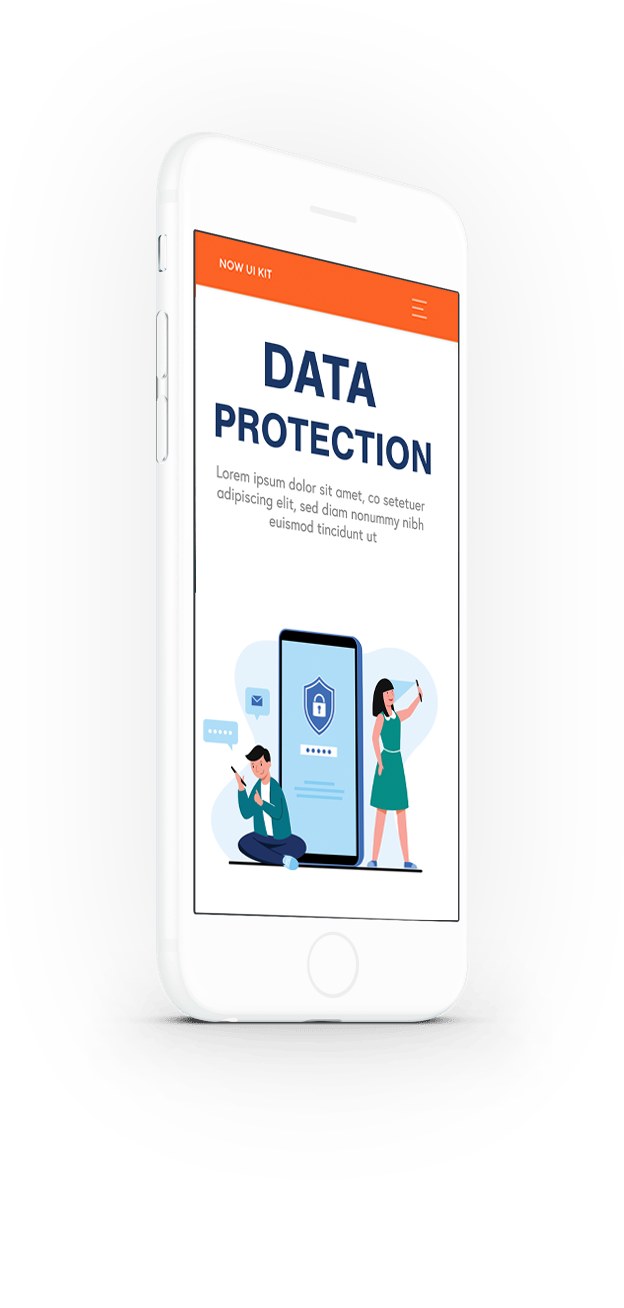 NOW UI KIT
DATA
PROTECTION
Lorem ipsum dolor sit amet, co setetuer
adipiscing elit, sed diam nonummy nibh
euismod tincidunt ut